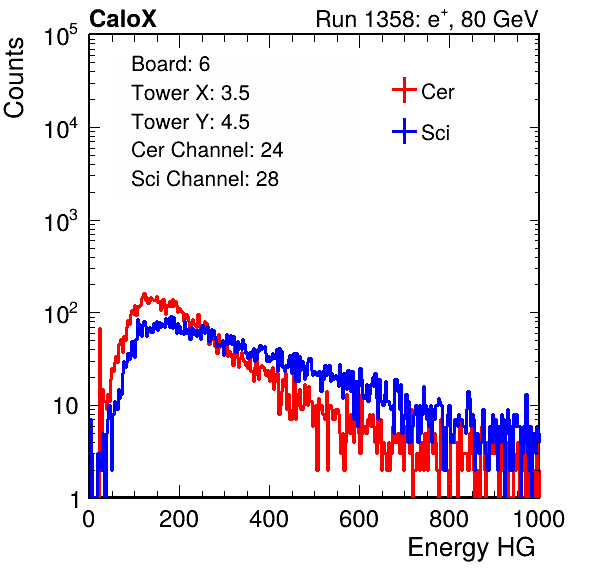 CaloX Run 1358: e⁺, 80 GeV
Counts
Board: 6
Tower X: 3.5
Tower Y: 4.5
Cer Channel: 24
Sci Channel: 28
Cer
Sci
10⁵
10⁴
10³
10²
10
1
0 200 400 600 800 1000
Energy HG